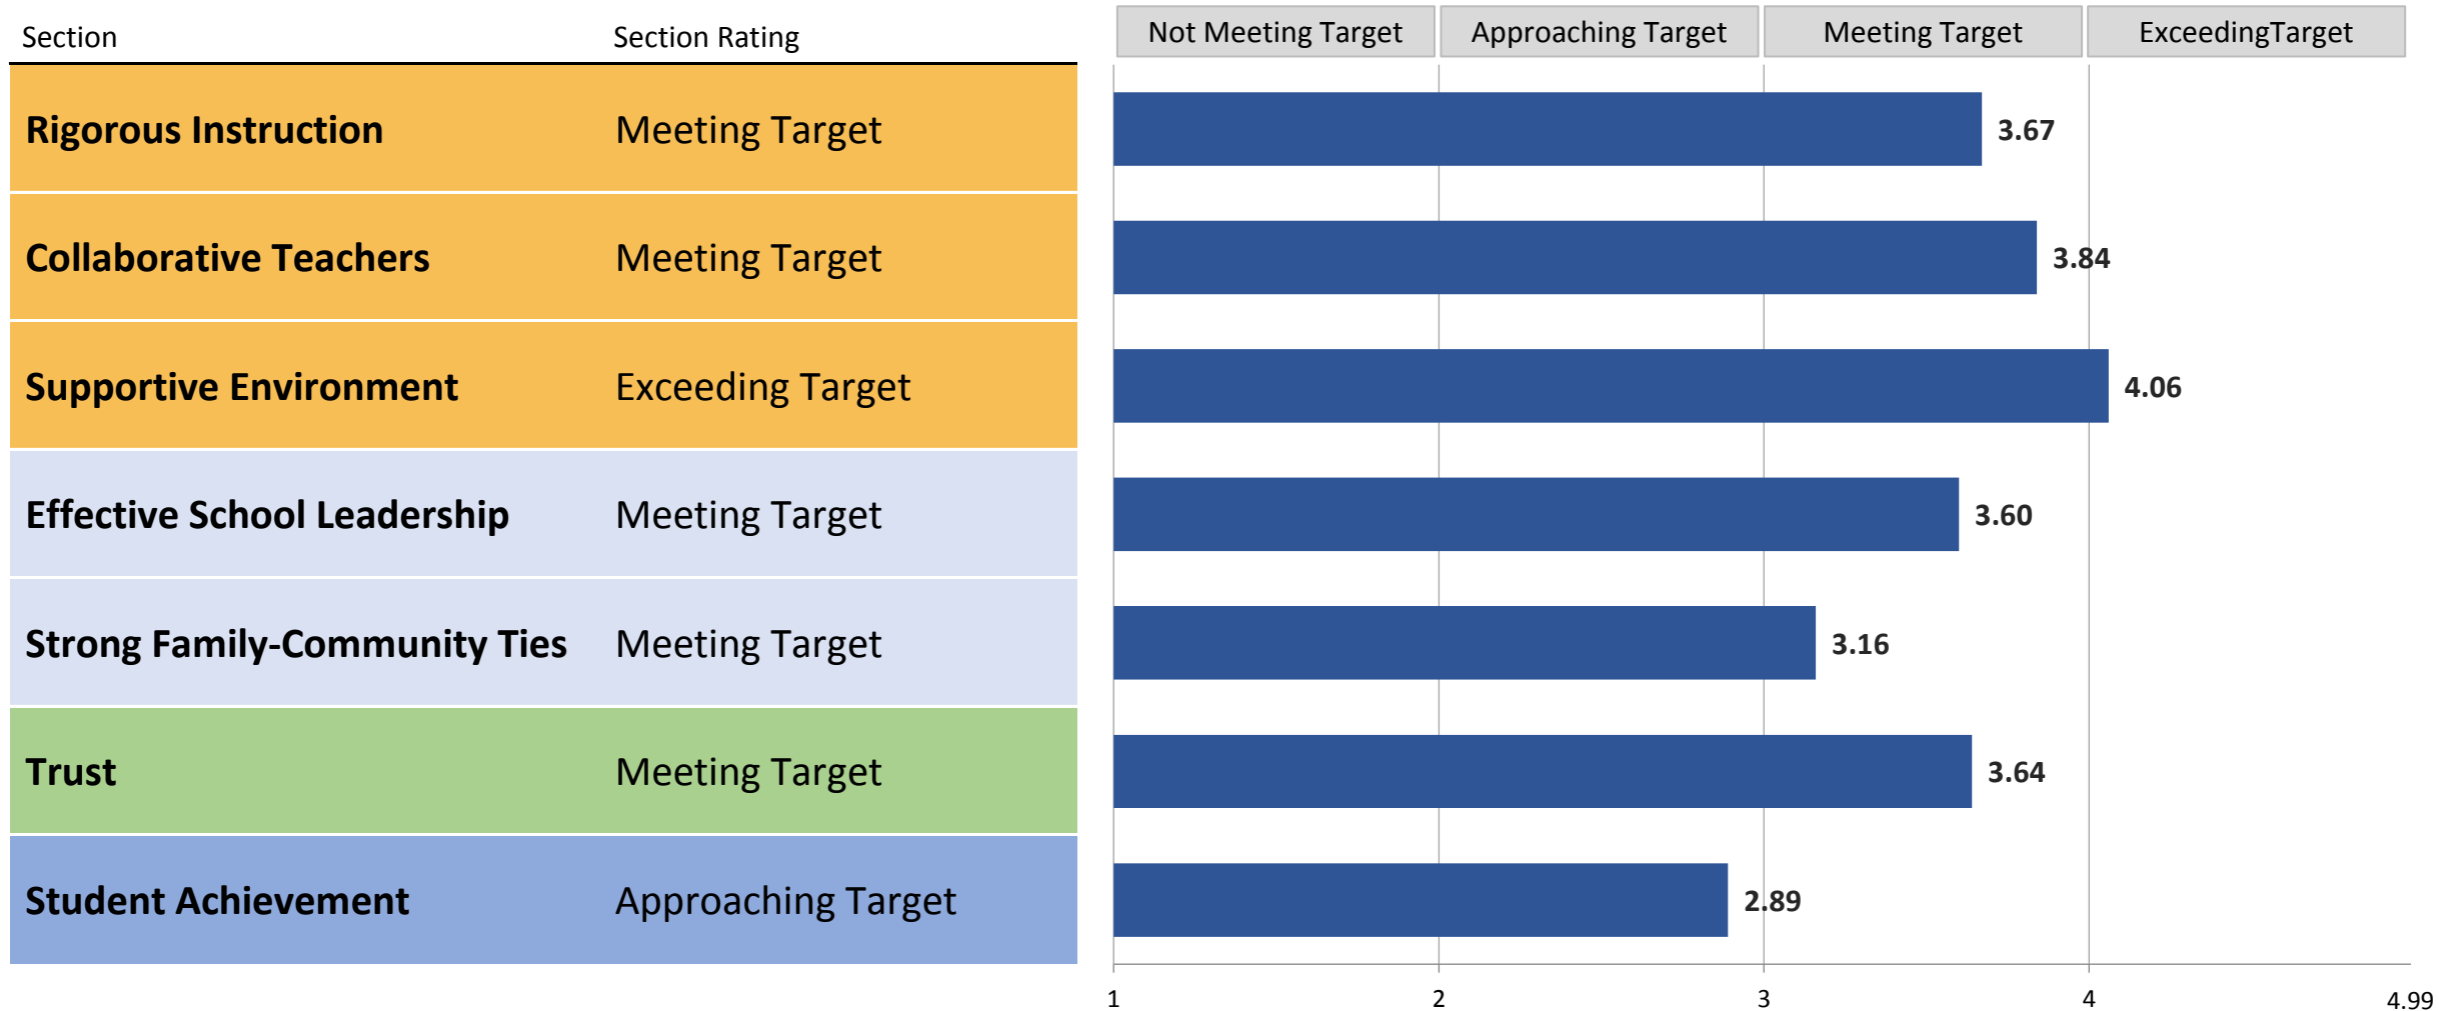 Section Section Rating Not Meeting Target Approaching Target Meeting Target ExceedingTarget
Rigorous Instruction Meeting Target 3.67
Collaborative Teachers Meeting Target 3.84
Supportive Environment Exceeding Target 4.06
Effective School Leadership Meeting Target 3.60
Strong Family-Community Ties Meeting Target 3.16
Trust Meeting Target 3.64
Student Achievement Approaching Target 2.89
1 2 3 4 4.99